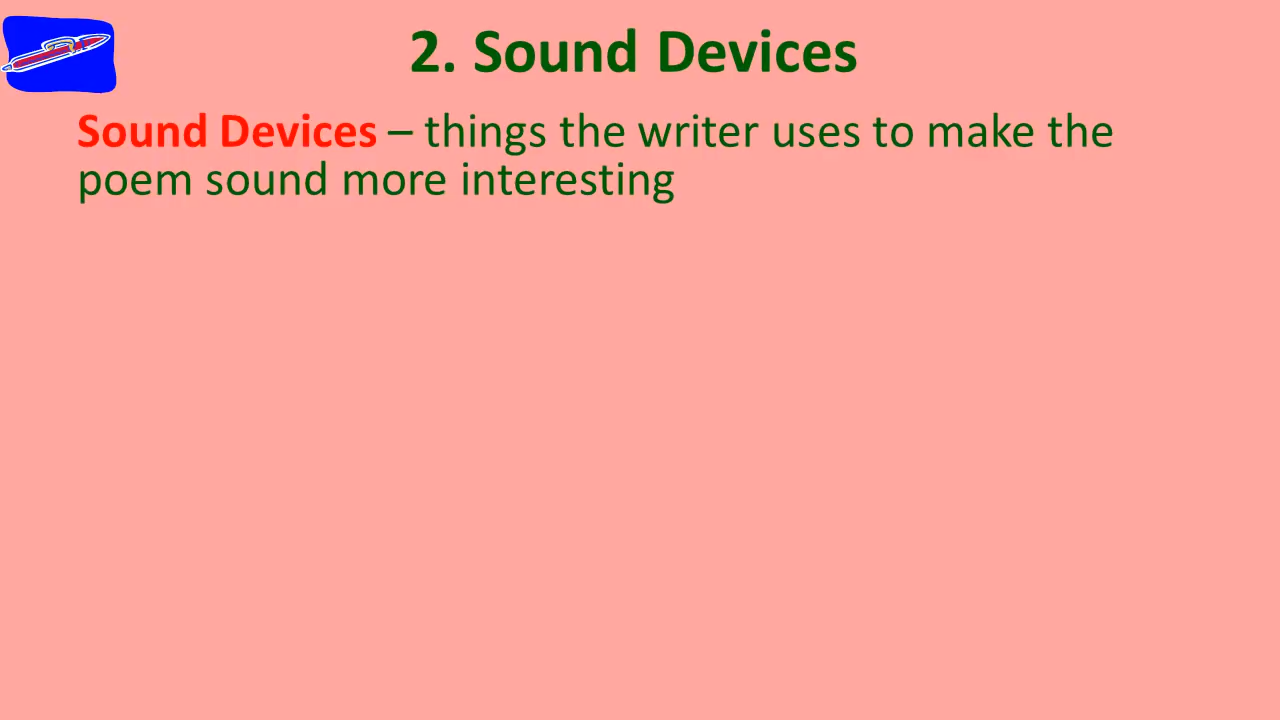 2. Sound Devices
Sound Devices – things the writer uses to make the
poem sound more interesting